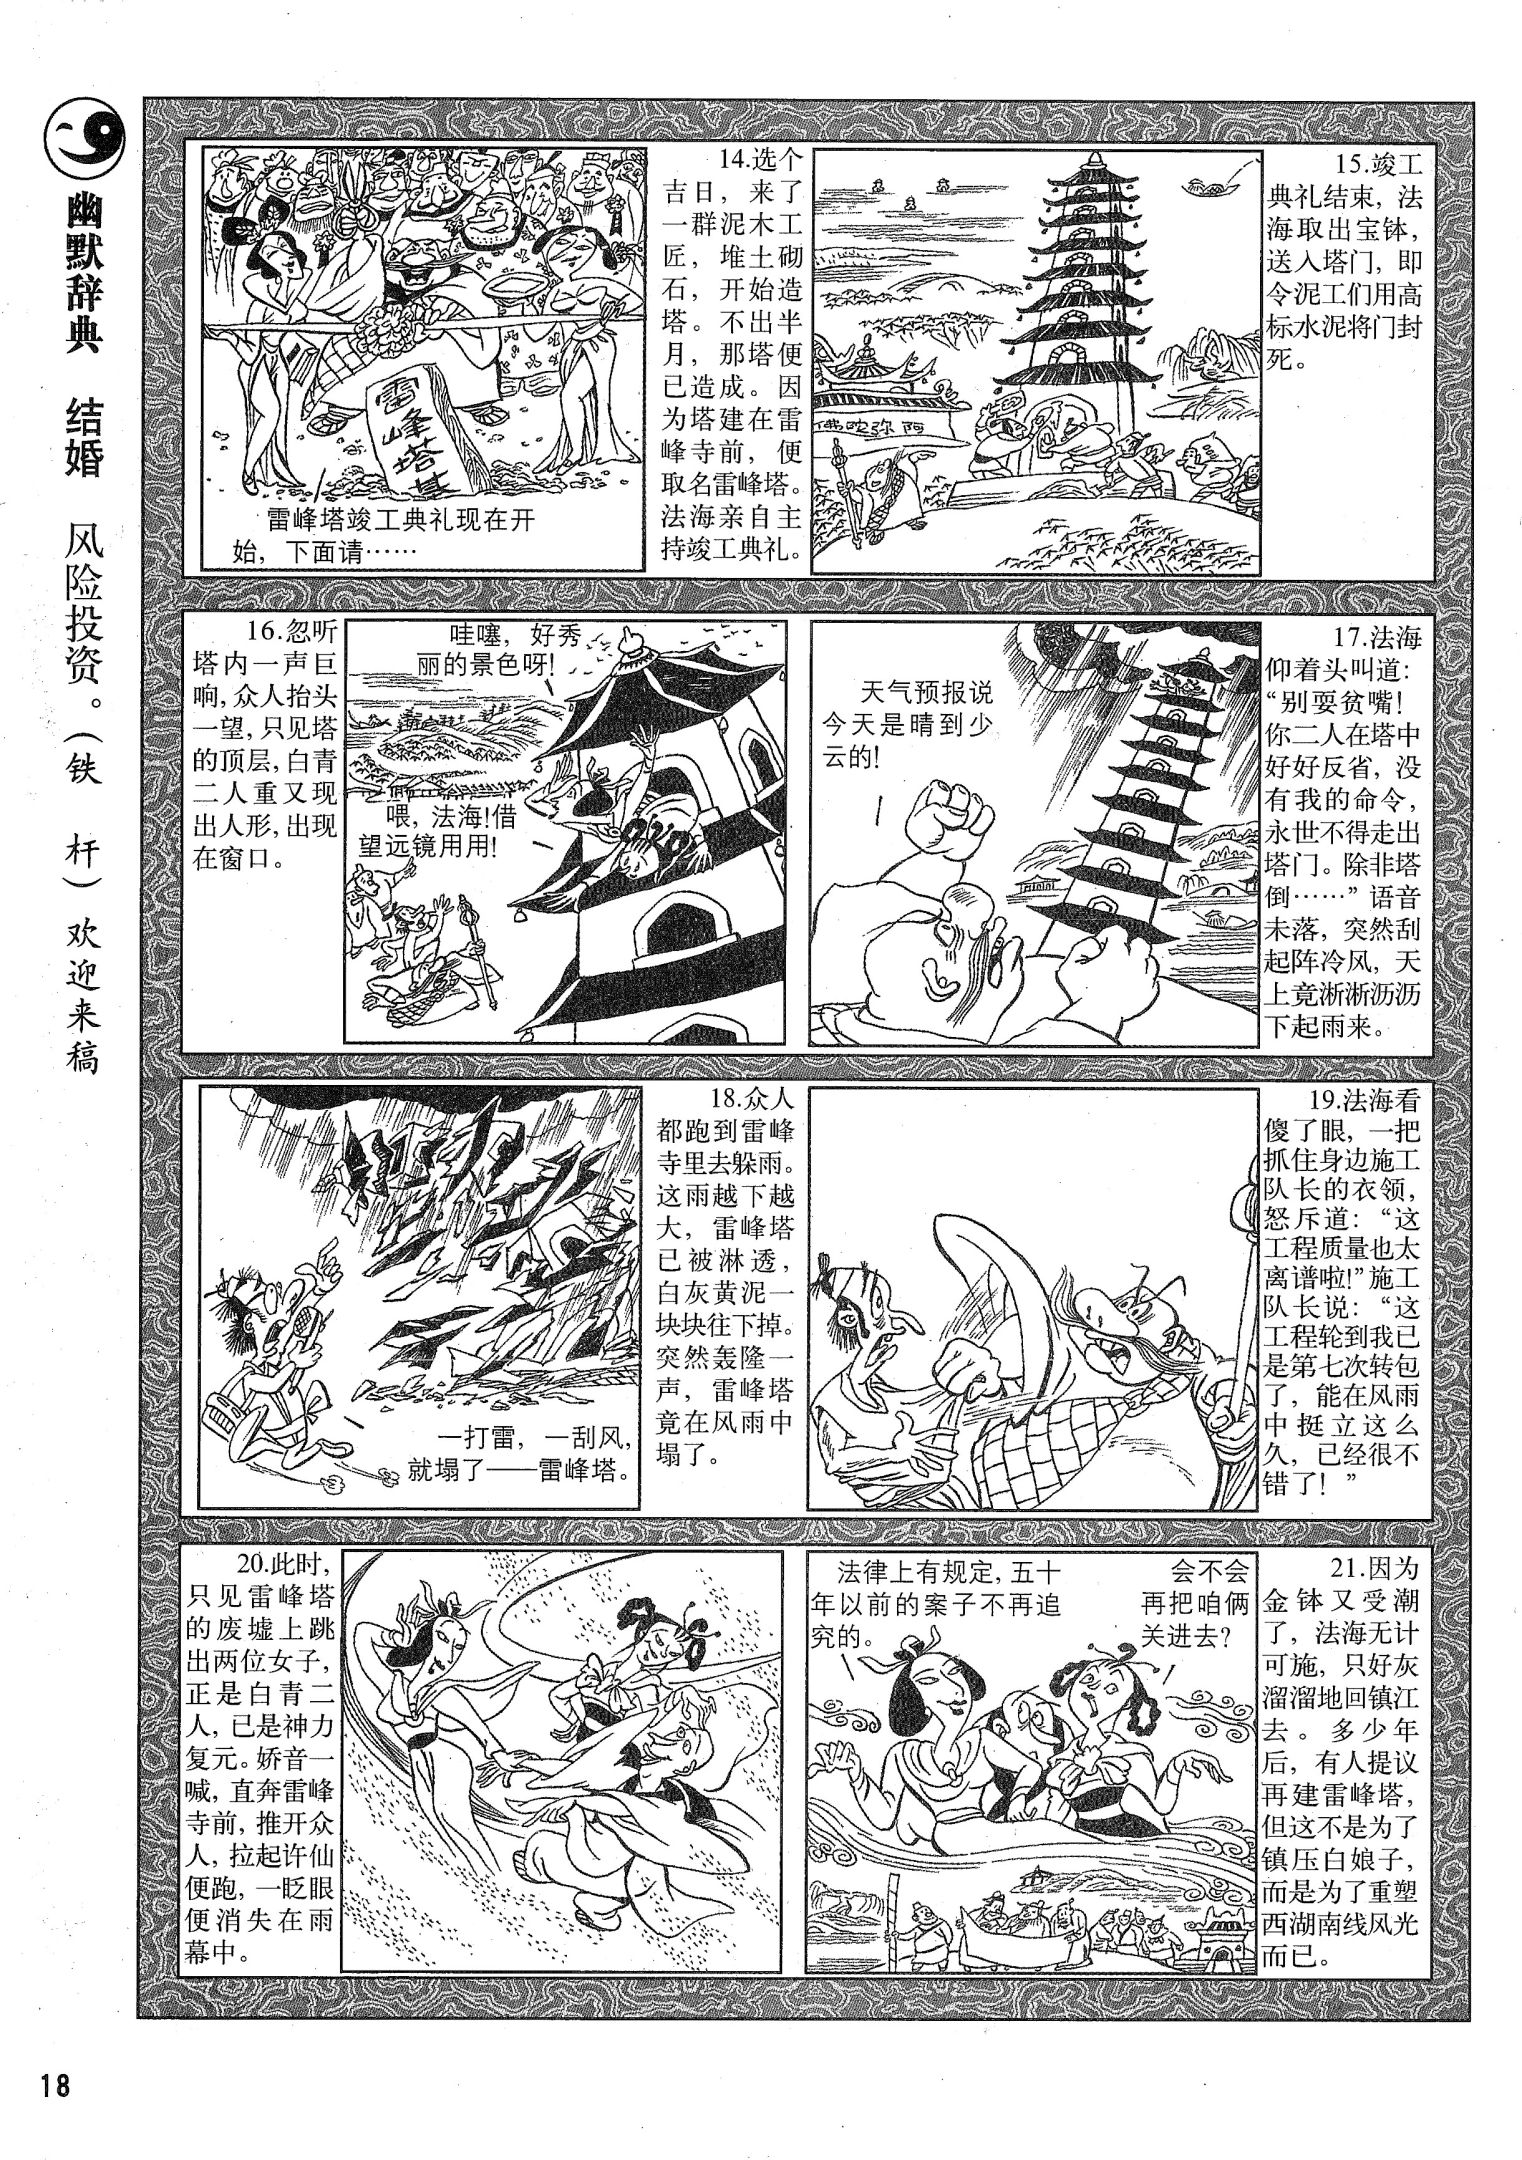 幽默辞典 结婚 风险投资。(铁 杆) 欢迎来稿
14.选个
吉日，来了
一群泥木工
匠，堆土砌
石，开始造
塔。不出半
月，那塔便
已造成。因
为塔建在雷
峰寺前，便
取名雷峰塔。
法海亲自主
持竣工典礼。
雷峰塔基
雷峰塔竣工典礼现在开
始，下面请……
15.竣工
典礼结束，法
海取出宝钵，
送入塔门，即
令泥工们用高
标水泥将门封
死。
佛陀弥阿
16.忽听
塔内一声巨
响,众人抬头
一望,只见塔
的顶层,白青
二人重又现
出人形,出现
在窗口。
哇噻，好秀
丽的景色呀!
喂，法海!借
望远镜用用!
17.法海
仰着头叫道：
“别耍贫嘴！
你二人在塔中
好好反省，没
有我的命令，
永世不得走出
塔门。除非塔
倒……”语音
未落，突然刮
起阵冷风，天
上竟淅淅沥沥
下起雨来。
天气预报说
今天是晴到少
云的!
18.众人
都跑到雷峰
寺里去躲雨。
这雨越下越
大，雷峰塔
已被淋透，
白灰黄泥一
块块往下掉。
突然轰隆一
声，雷峰塔
竟在风雨中
塌了。
一打雷，一刮风，
就塌了——雷峰塔。
19.法海看
傻了眼，一把
抓住身边施工
队长的衣领，
怒斥道：“这
工程质量也太
离谱啦!”施工
队长说：“这
工程轮到我已
是第七次转包
了，能在风雨
中挺立这么
久，已经很不
错了！”
20.此时，
只见雷峰塔
的废墟上跳
出两位女子，
正是白青二
人，已是神力
复元。娇音一
喊，直奔雷峰
寺前，推开众
人，拉起许仙
便跑，一眨眼
便消失在雨
幕中。
法律上有规定,五十
年以前的案子不再追
究的。
会不会
再把咱俩
关进去?
21.因为
金钵又受潮
了，法海无计
可施，只好灰
溜溜地回镇江
去。多少年
后，有人提议
再建雷峰塔，
但这不是为了
镇压白娘子，
而是为了重塑
西湖南线风光
而已。
18